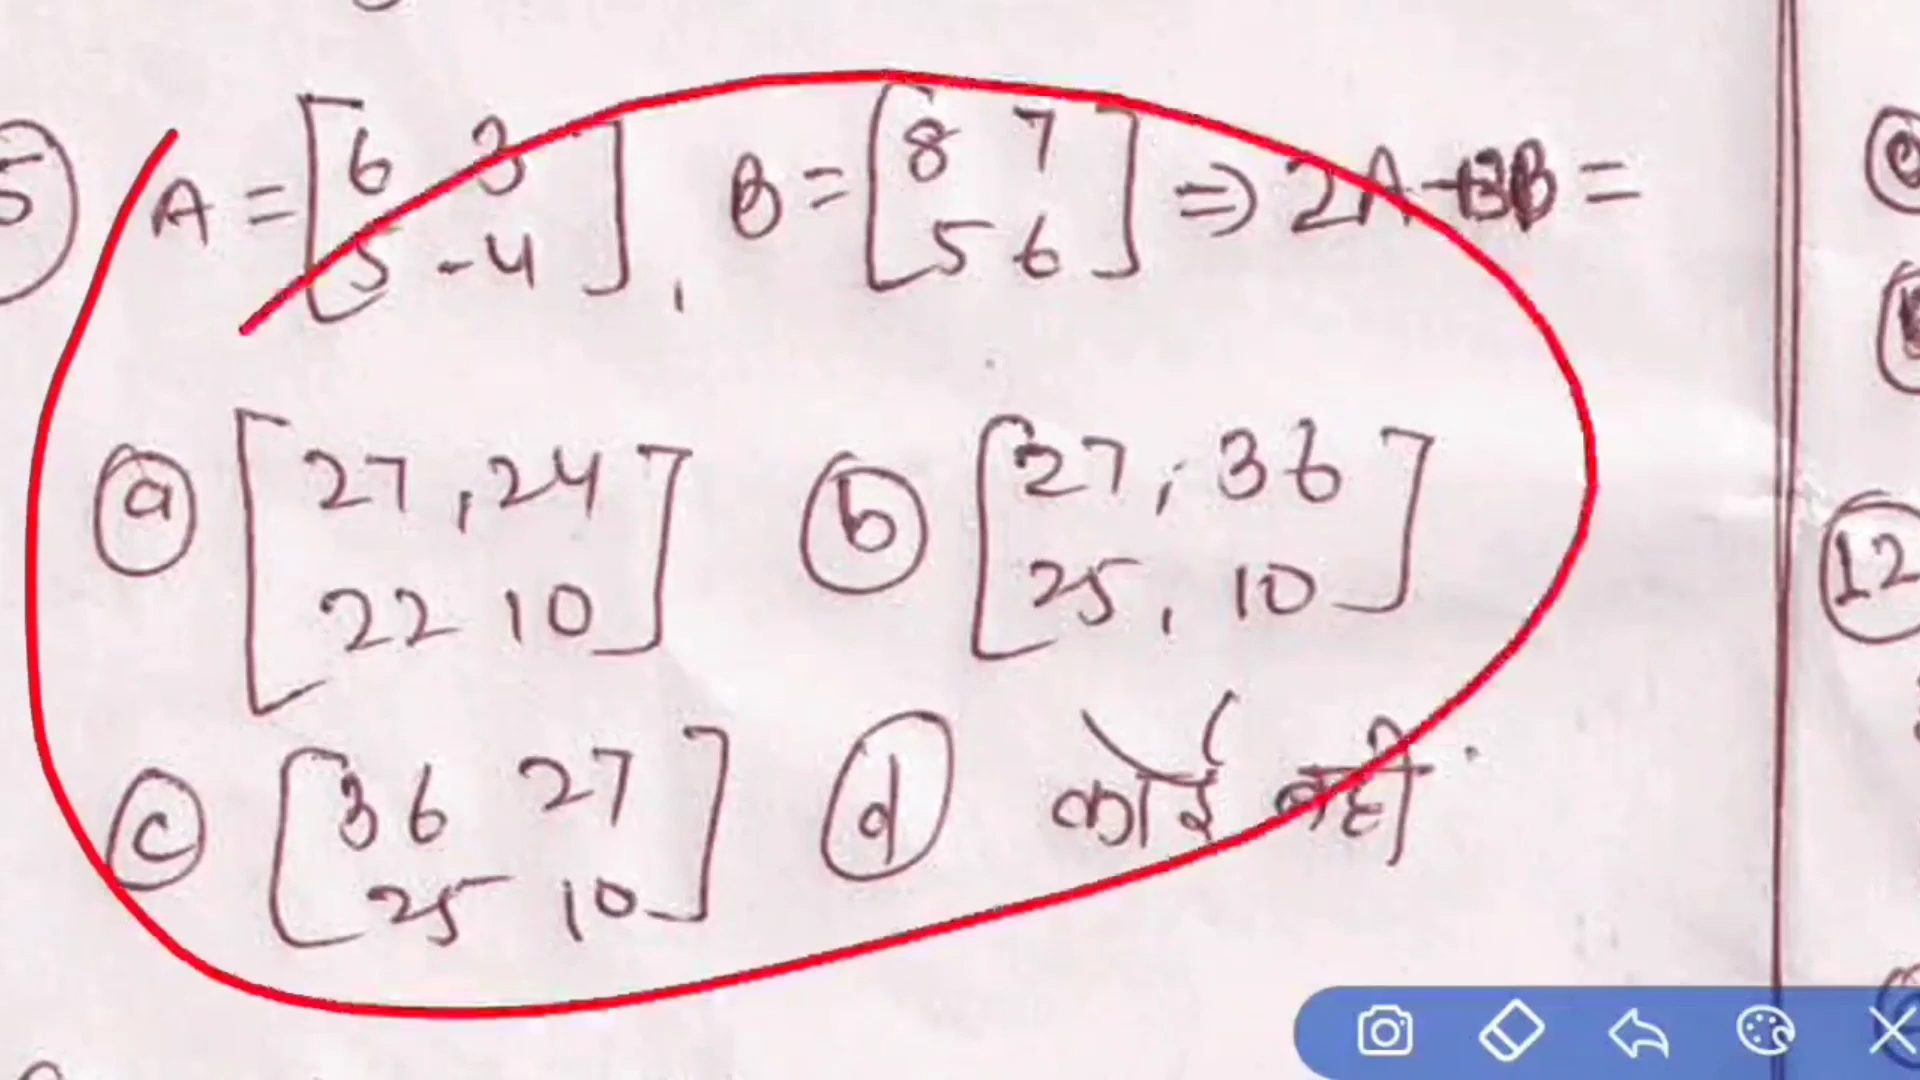 5 A = [6 3 5 -4], B = [8 7 5 6] ⇒ 2A+3B =
a [27, 24 22 10] b [27, 36 25, 10]
c [36 27 25 10] d कोई नहीं
12